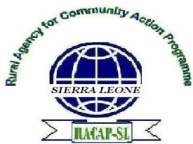 Rural Agency for Community Action Programme
SIERRA LEONE
RACAP-SL